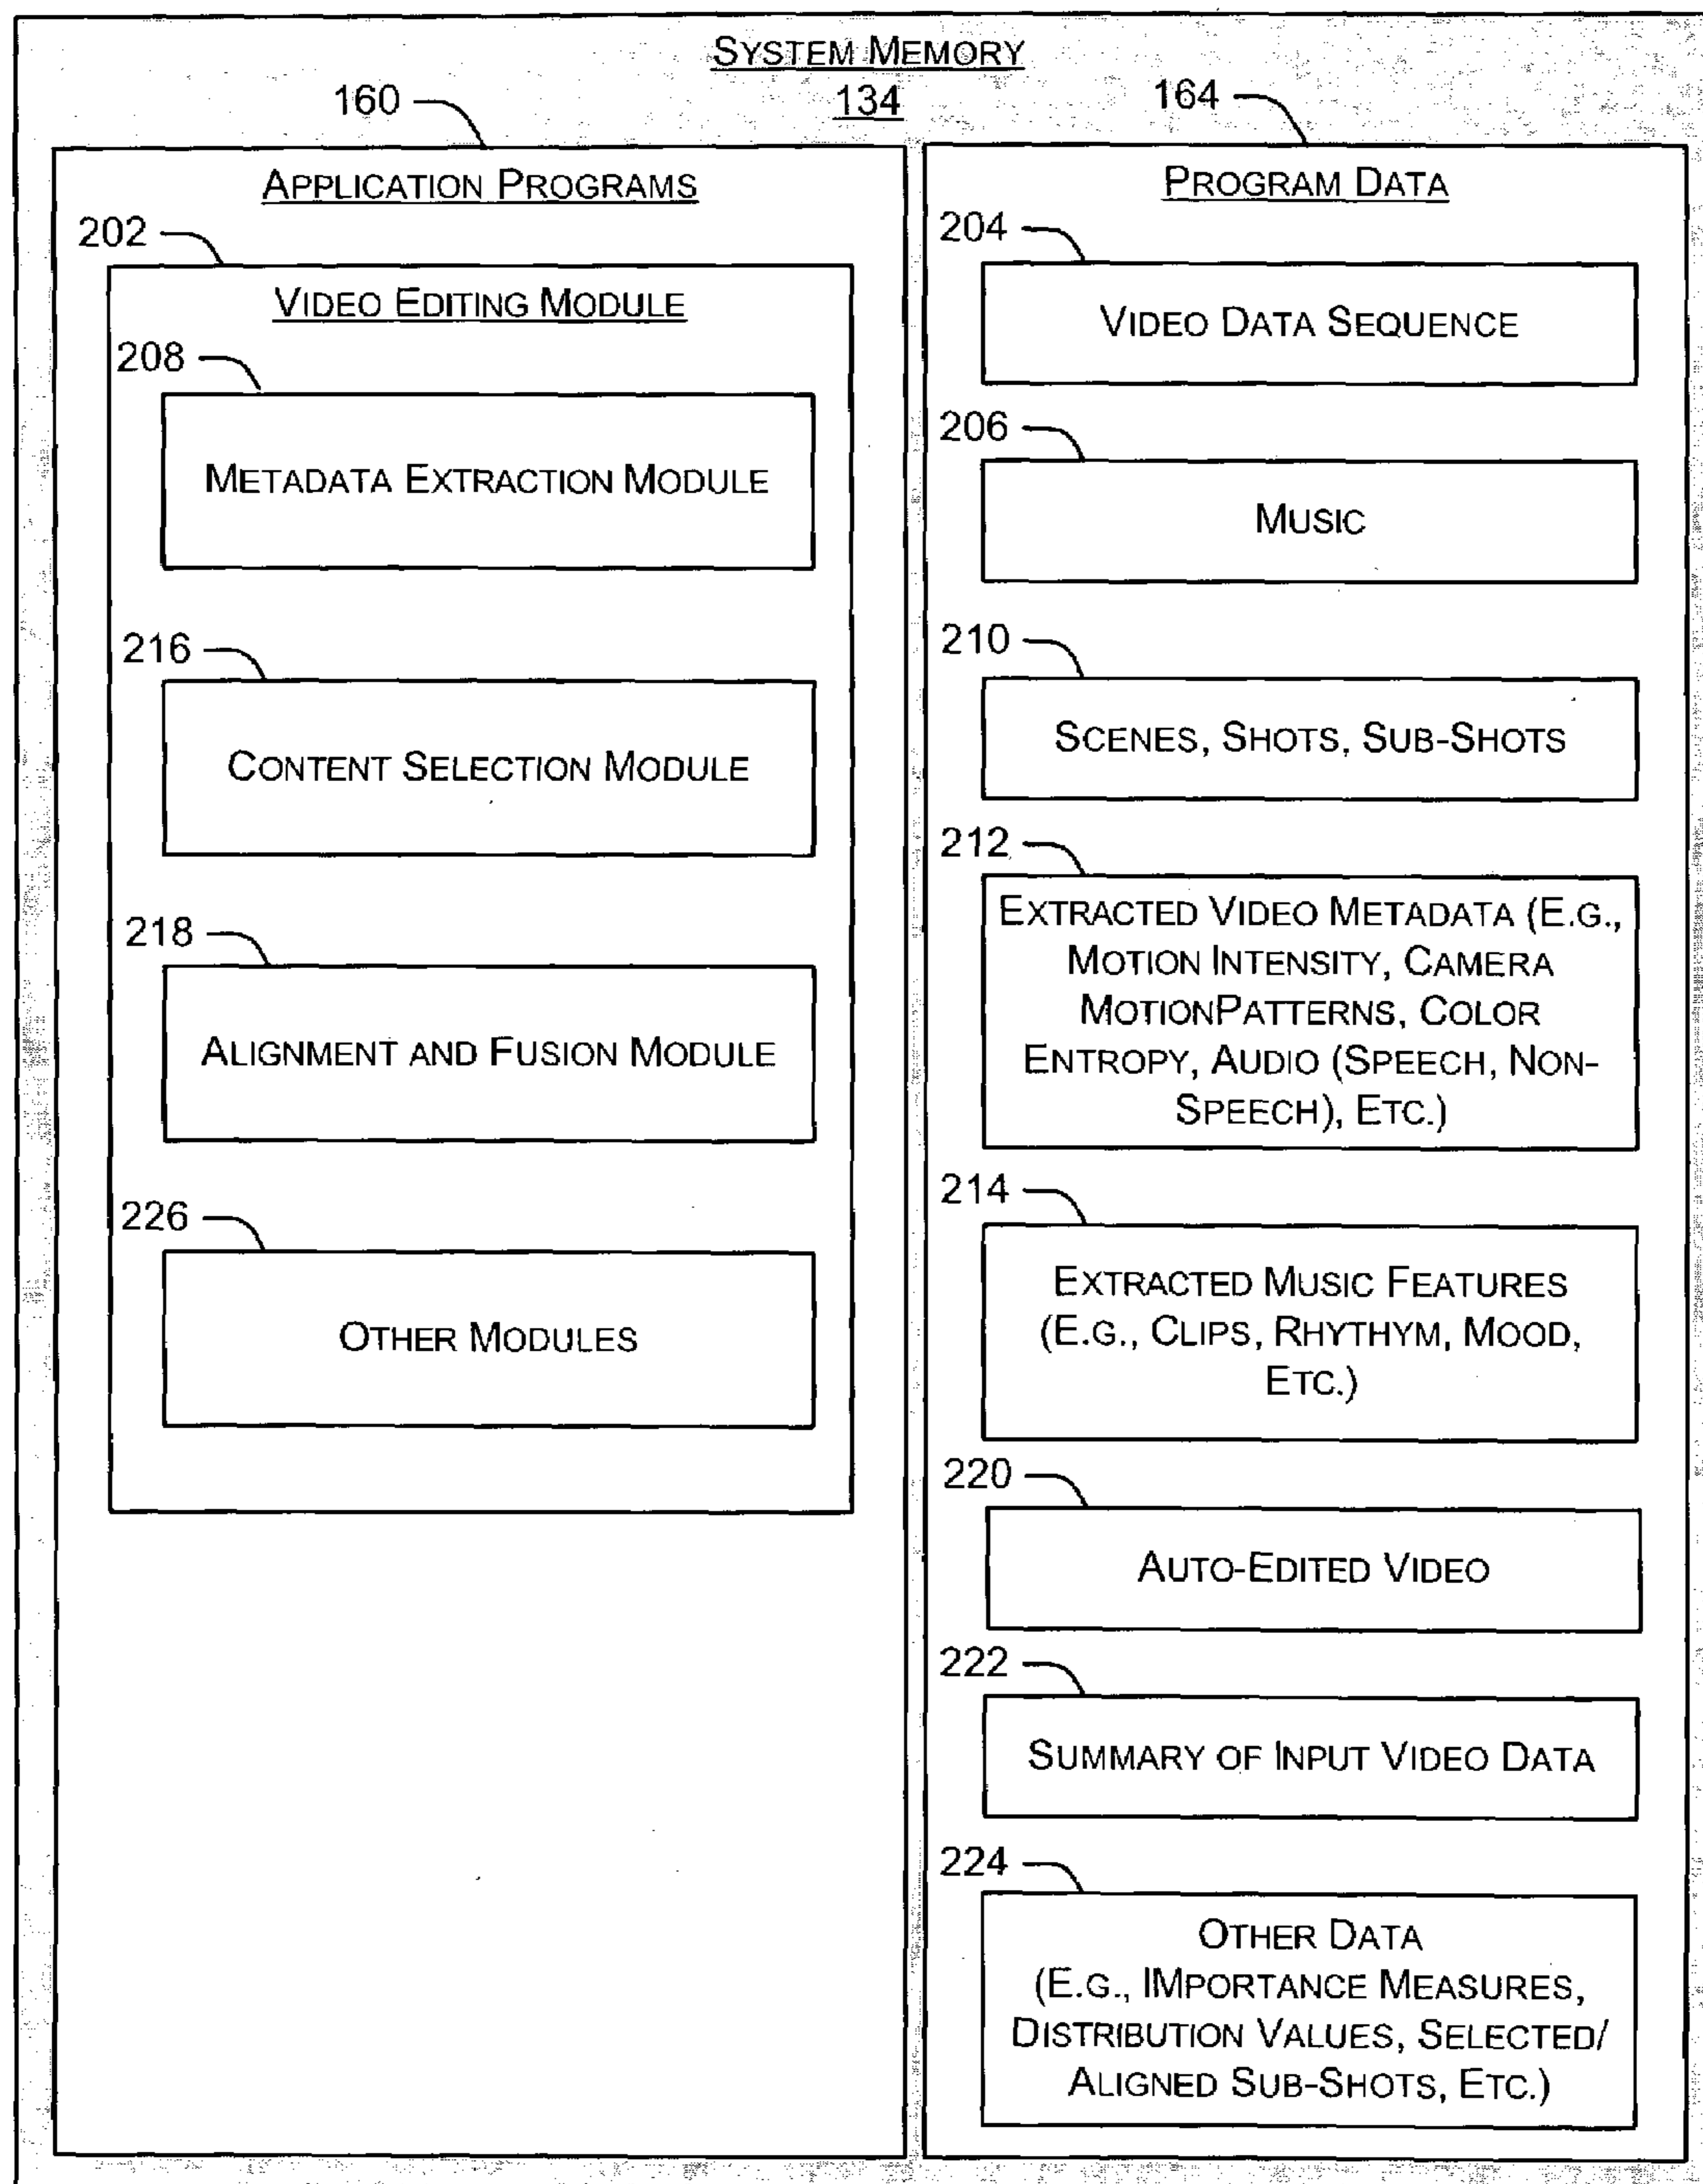 SYSTEM MEMORY
134
160
164
APPLICATION PROGRAMS
202
VIDEO EDITING MODULE
208
METADATA EXTRACTION MODULE
216
CONTENT SELECTION MODULE
218
ALIGNMENT AND FUSION MODULE
226
OTHER MODULES
PROGRAM DATA
204
VIDEO DATA SEQUENCE
206
MUSIC
210
SCENES, SHOTS, SUB-SHOTS
212
EXTRACTED VIDEO METADATA (E.G.,
MOTION INTENSITY, CAMERA
MOTIONPATTERNS, COLOR
ENTROPY, AUDIO (SPEECH, NON-
SPEECH), ETC.)
214
EXTRACTED MUSIC FEATURES
(E.G., CLIPS, RHYTHYM, MOOD,
ETC.)
220
AUTO-EDITED VIDEO
222
SUMMARY OF INPUT VIDEO DATA
224
OTHER DATA
(E.G., IMPORTANCE MEASURES,
DISTRIBUTION VALUES, SELECTED/
ALIGNED SUB-SHOTS, ETC.)